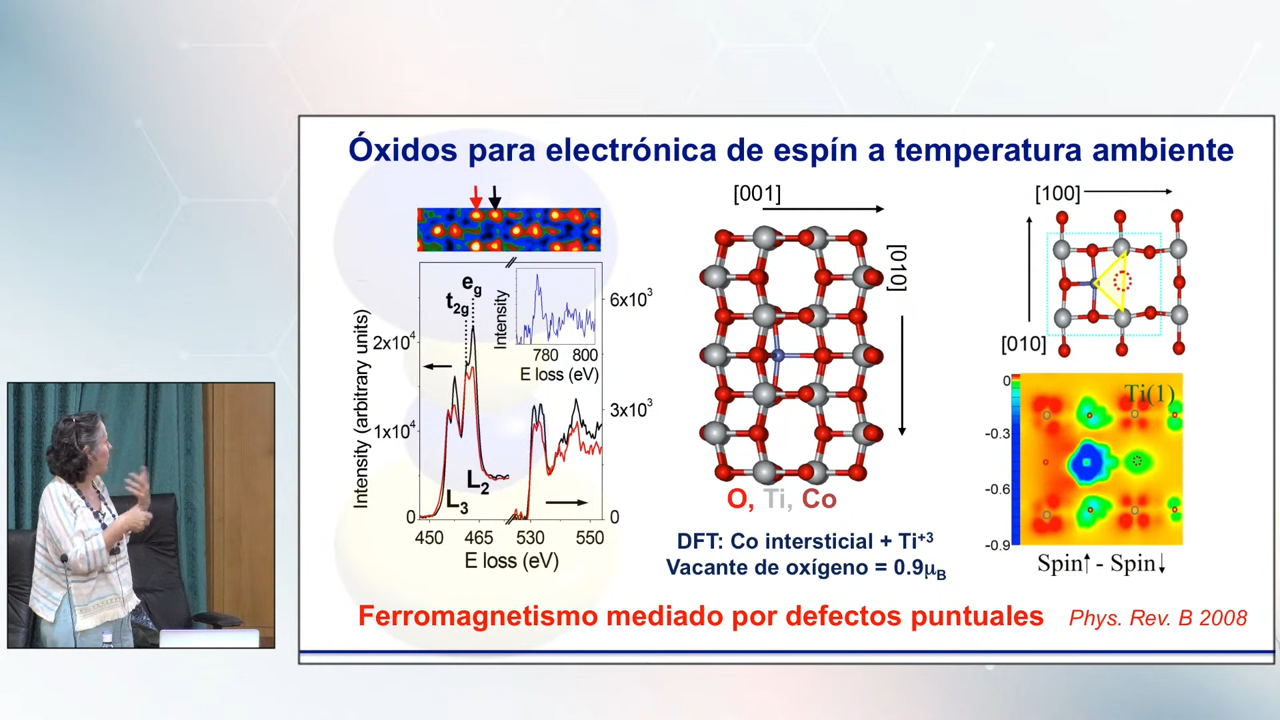 Óxidos para electrónica de espín a temperatura ambiente
[001]
[100]
[010]
[010]
e_g
t_2g
Intensity
780 800
E loss (eV)
6x10³
3x10³
0
Intensity (arbitrary units)
2x10⁴
1x10⁴
0
L₃
L₂
450 465 530 550
E loss (eV)
O, Ti, Co
DFT: Co intersticial + Ti⁺³
Vacante de oxígeno = 0.9μ_B
Ti(1)
0
-0.3
-0.6
-0.9
Spin↑ - Spin↓
Ferromagnetismo mediado por defectos puntuales
Phys. Rev. B 2008